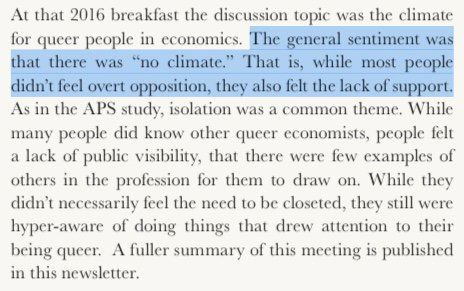 At that 2016 breakfast the discussion topic was the climate
for queer people in economics. The general sentiment was
that there was “no climate.” That is, while most people
didn’t feel overt opposition, they also felt the lack of support.
As in the APS study, isolation was a common theme. While
many people did know other queer economists, people felt
a lack of public visibility, that there were few examples of
others in the profession for them to draw on. While they
didn’t necessarily feel the need to be closeted, they still were
hyper-aware of doing things that drew attention to their
being queer.  A fuller summary of this meeting is published
in this newsletter.